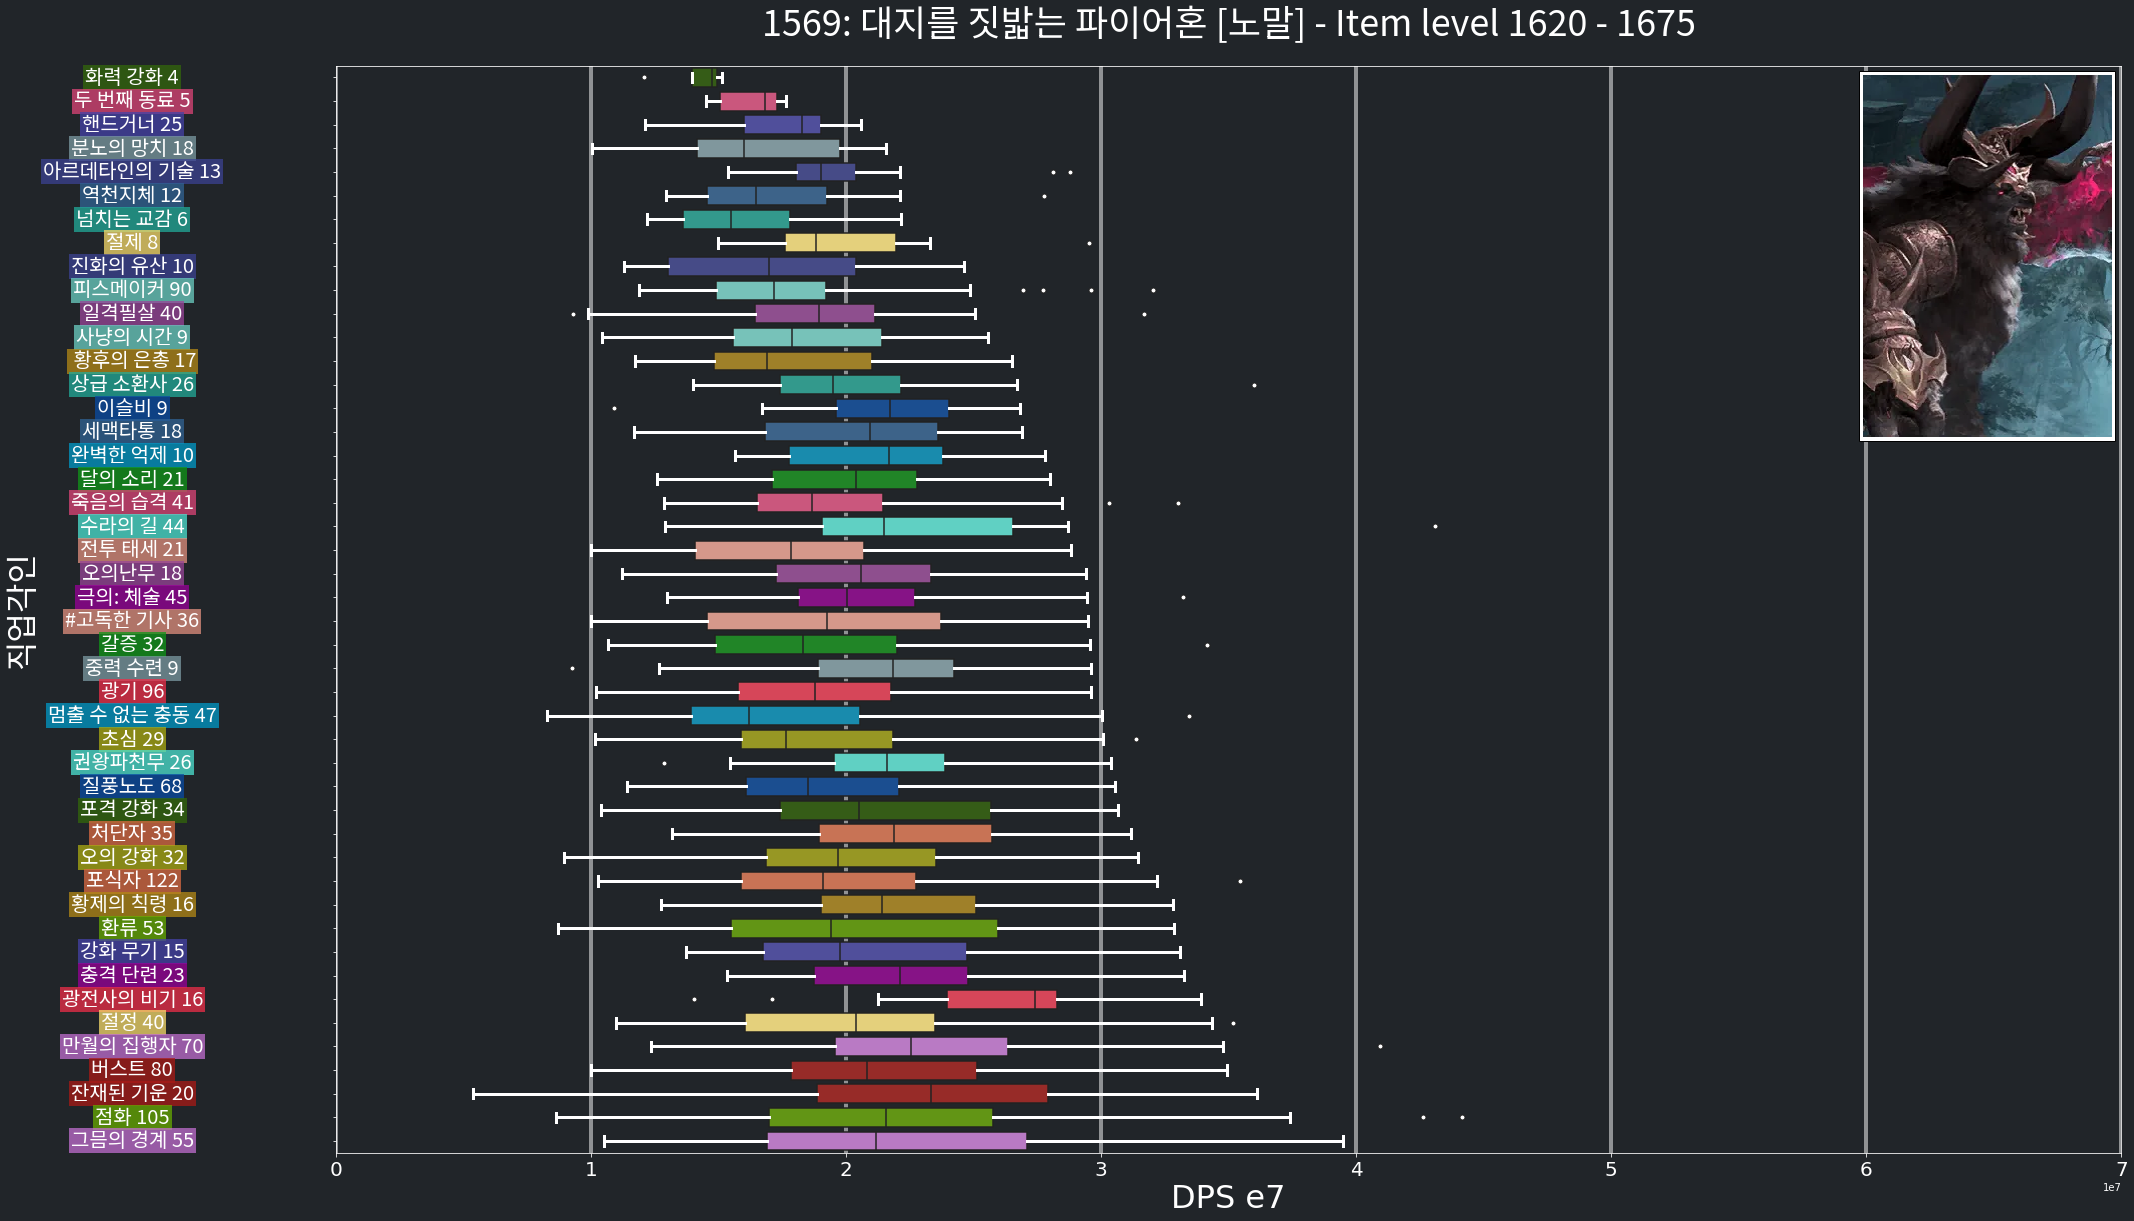 1569: 대지를 짓밟는 파이어혼 [노말] - Item level 1620 - 1675
직업각인
화력 강화 4
두 번째 동료 5
핸드거너 25
분노의 망치 18
아르데타인의 기술 13
역천지체 12
넘치는 교감 6
절제 8
진화의 유산 10
피스메이커 90
일격필살 40
사냥의 시간 9
황후의 은총 17
상급 소환사 26
이슬비 9
세맥타통 18
완벽한 억제 10
달의 소리 21
죽음의 습격 41
수라의 길 44
전투 태세 21
오의난무 18
극의: 체술 45
#고독한 기사 36
갈증 32
중력 수련 9
광기 96
멈출 수 없는 충동 47
초심 29
권왕파천무 26
질풍노도 68
포격 강화 34
처단자 35
오의 강화 32
포식자 122
황제의 칙령 16
환류 53
강화 무기 15
충격 단련 23
광전사의 비기 16
절정 40
만월의 집행자 70
버스트 80
잔재된 기운 20
점화 105
그믐의 경계 55
0 1 2 3 4 5 6 7
1e7
DPS e7